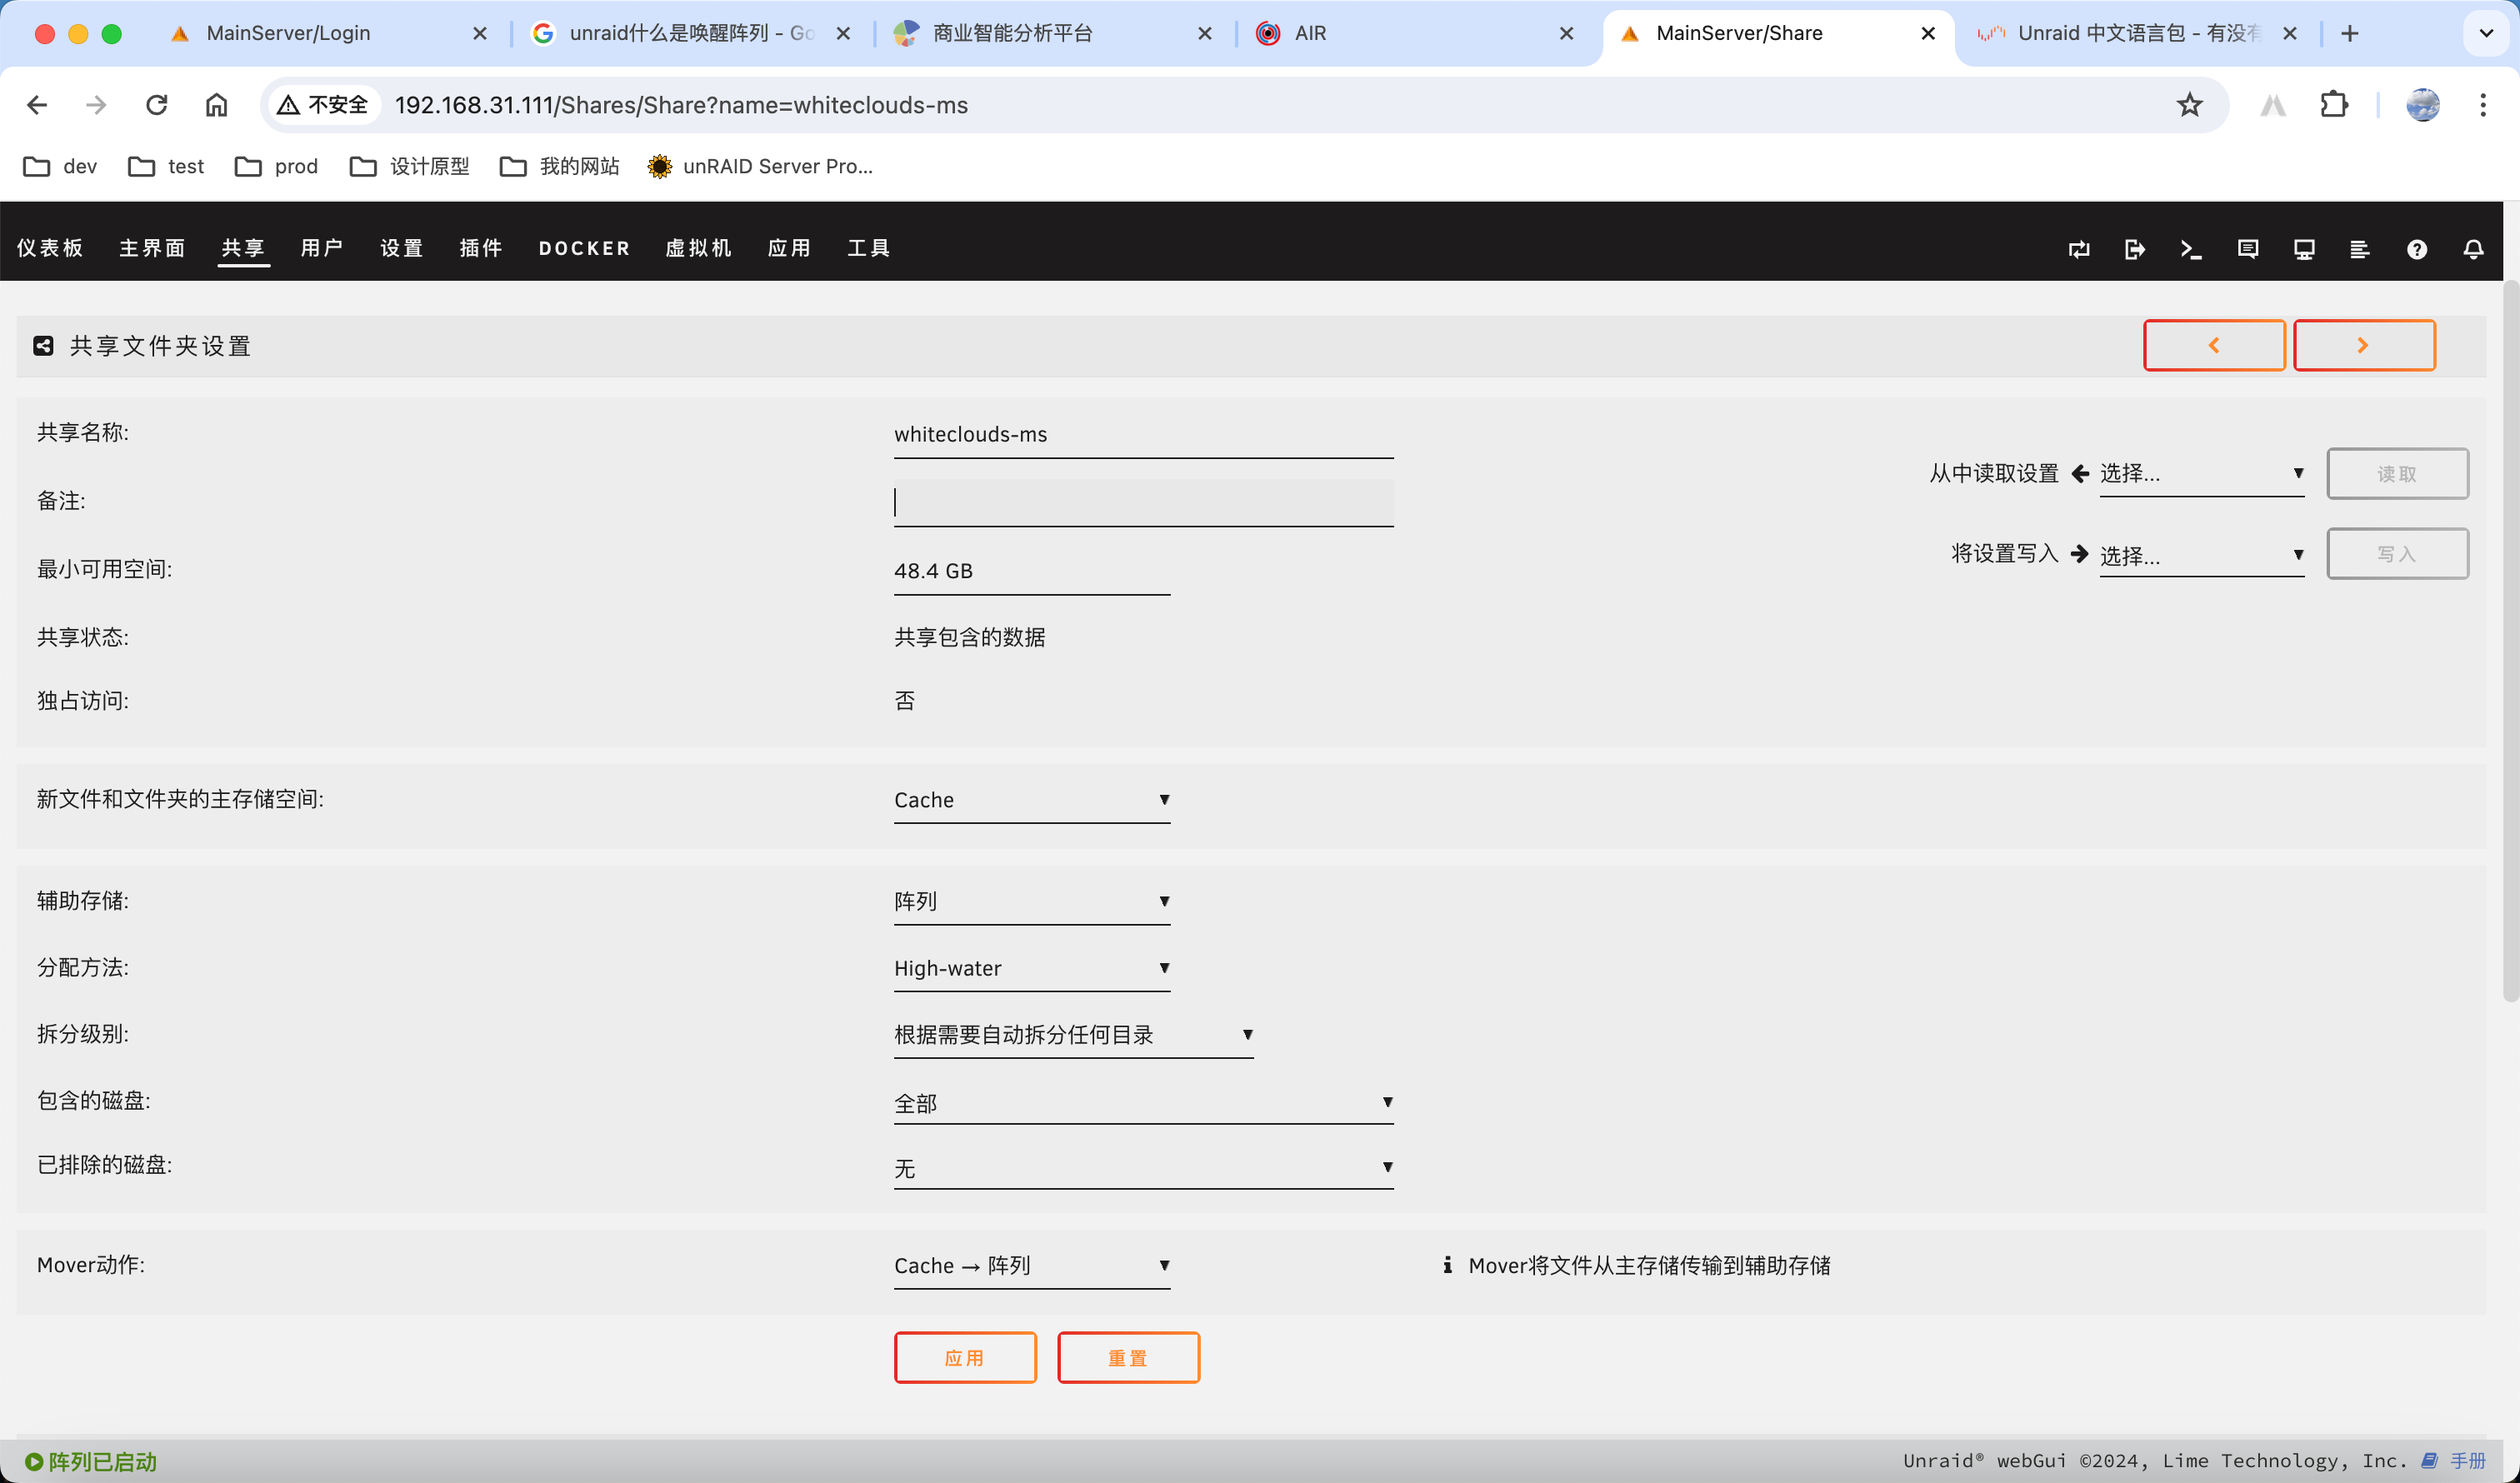 MainServer/Login
unraid什么是唤醒阵列 - Go
商业智能分析平台
AIR
MainServer/Share
Unraid 中文语言包 - 有没有
不安全 192.168.31.111/Shares/Share?name=whiteclouds-ms
dev test prod 设计原型 我的网站 unRAID Server Pro...
仪表板 主界面 共享 用户 设置 插件 DOCKER 虚拟机 应用 工具
共享文件夹设置
共享名称: whiteclouds-ms
从中读取设置 选择... 读取
备注:
将设置写入 选择... 写入
最小可用空间: 48.4 GB
共享状态: 共享包含的数据
独占访问: 否
新文件和文件夹的主存储空间: Cache
辅助存储: 阵列
分配方法: High-water
拆分级别: 根据需要自动拆分任何目录
包含的磁盘: 全部
已排除的磁盘: 无
Mover动作: Cache → 阵列 Mover将文件从主存储传输到辅助存储
应用 重置
阵列已启动 Unraid® webGui ©2024, Lime Technology, Inc. 手册